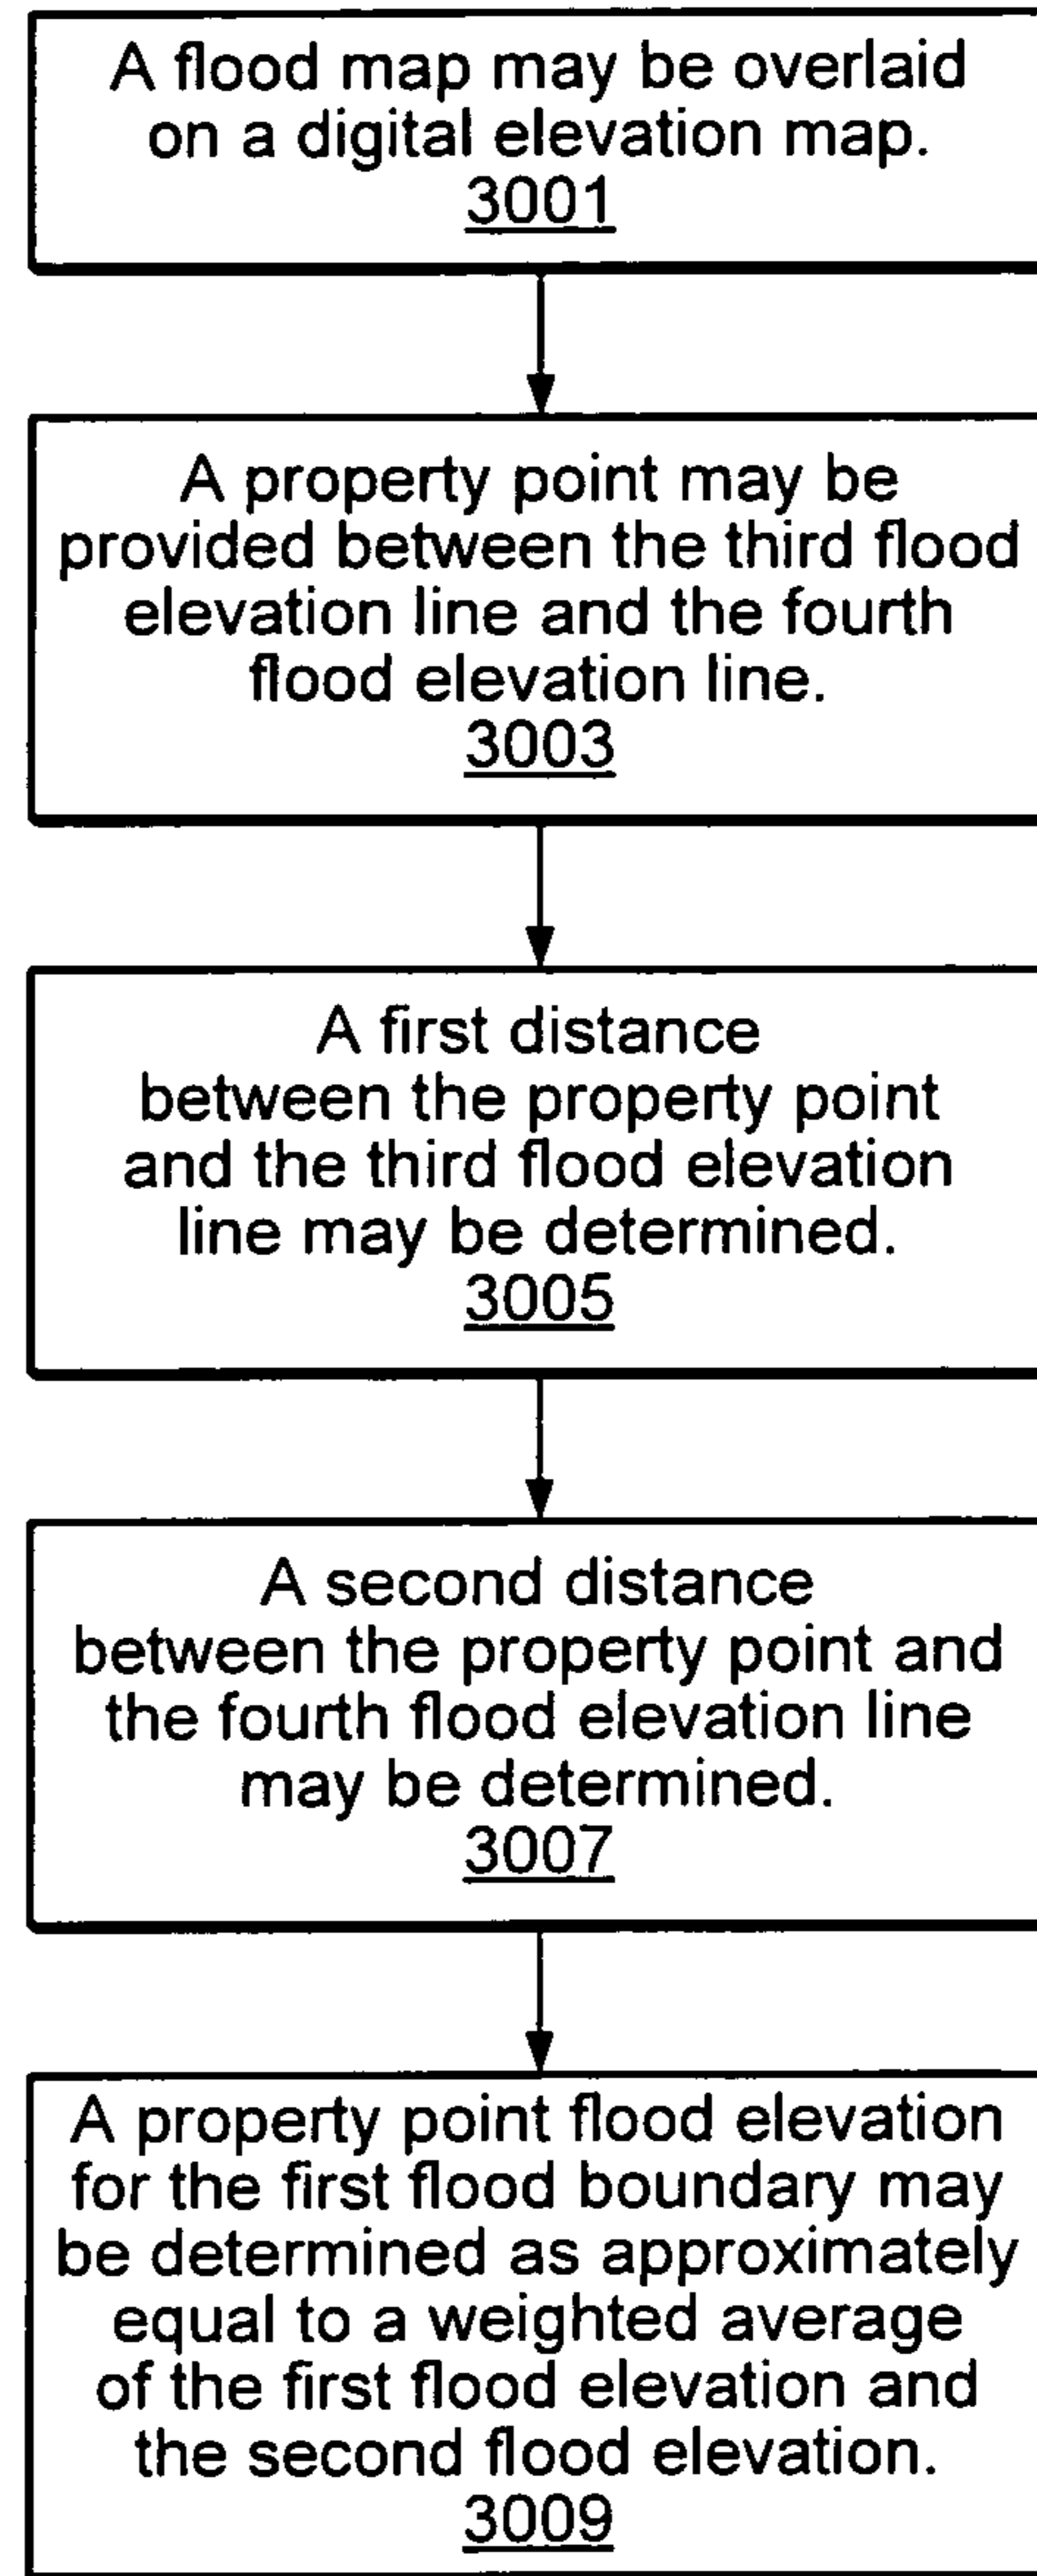 A flood map may be overlaid
on a digital elevation map.
3001
A property point may be
provided between the third flood
elevation line and the fourth
flood elevation line.
3003
A first distance
between the property point
and the third flood elevation
line may be determined.
3005
A second distance
between the property point and
the fourth flood elevation line
may be determined.
3007
A property point flood elevation
for the first flood boundary may
be determined as approximately
equal to a weighted average
of the first flood elevation and
the second flood elevation.
3009